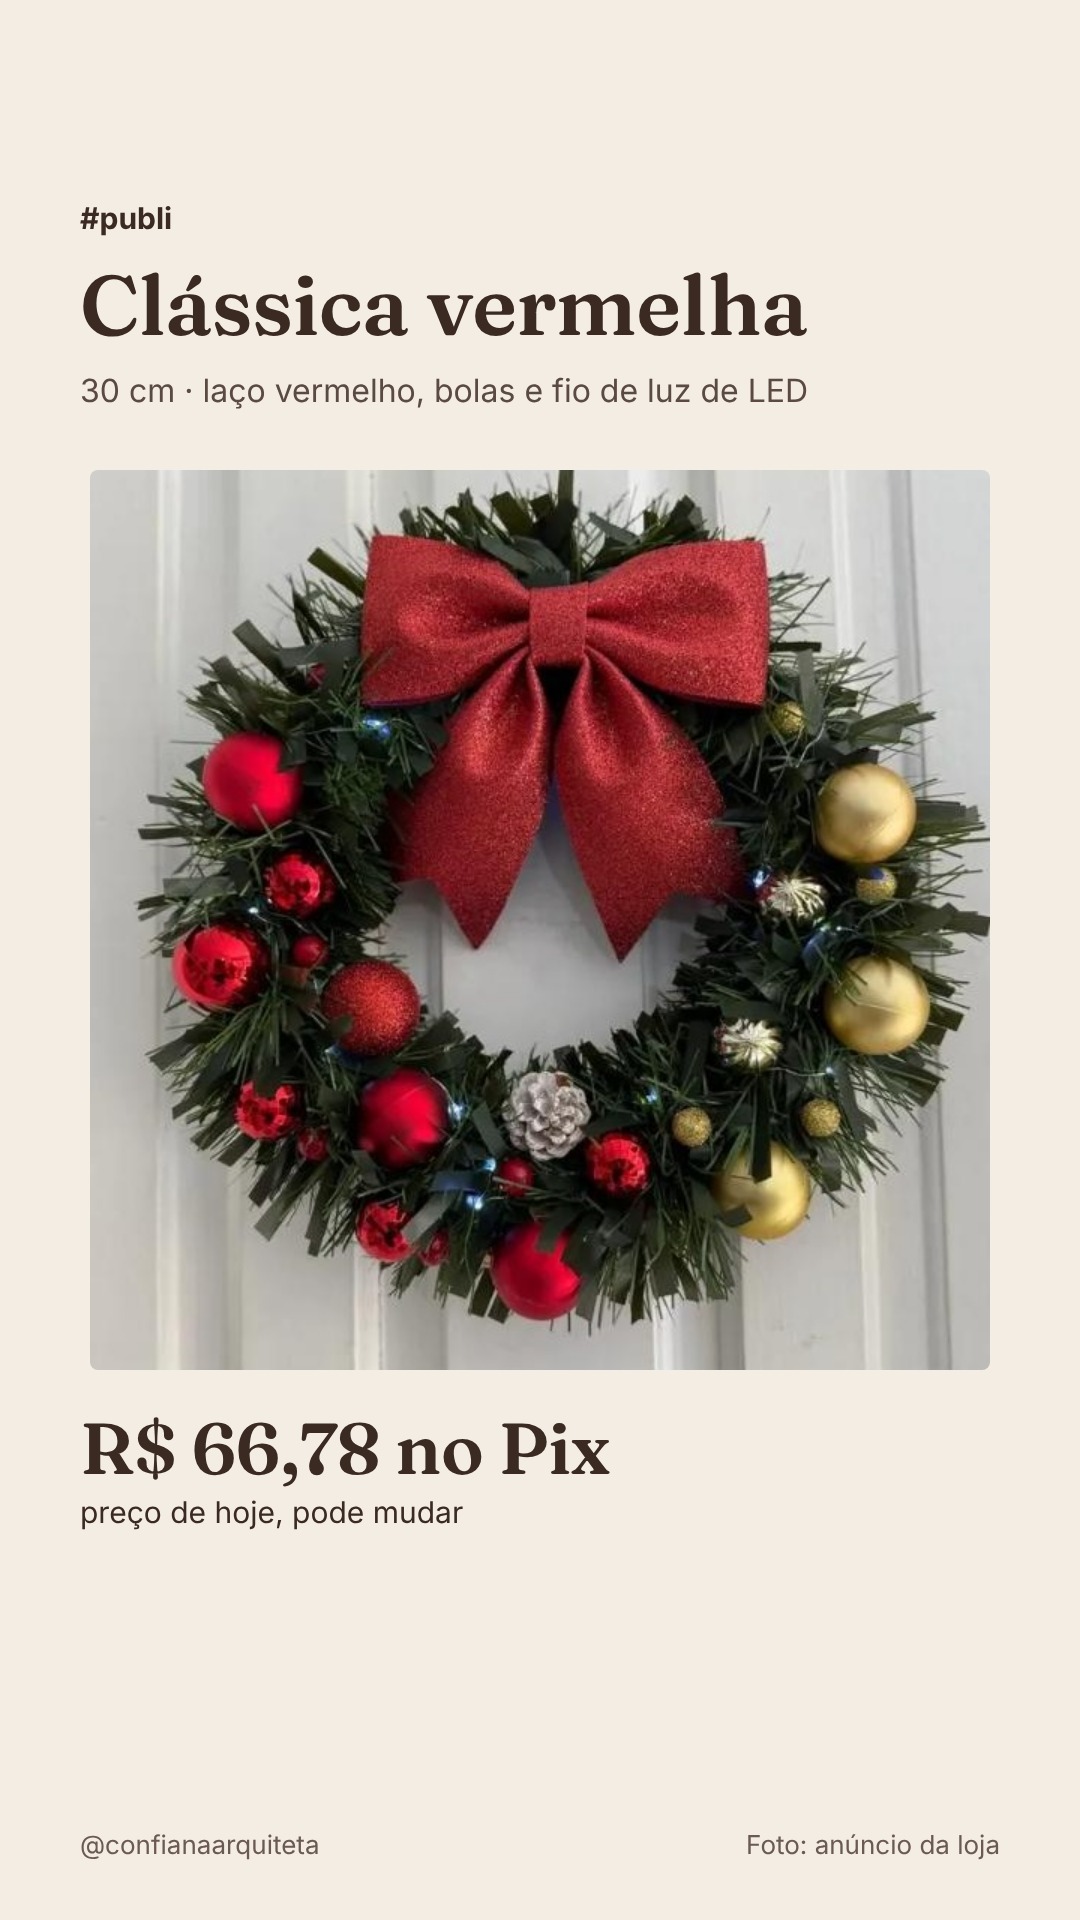 #publi
Clássica vermelha
30 cm · laço vermelho, bolas e fio de luz de LED
R$ 66,78 no Pix
preço de hoje, pode mudar
@confianaarquiteta
Foto: anúncio da loja